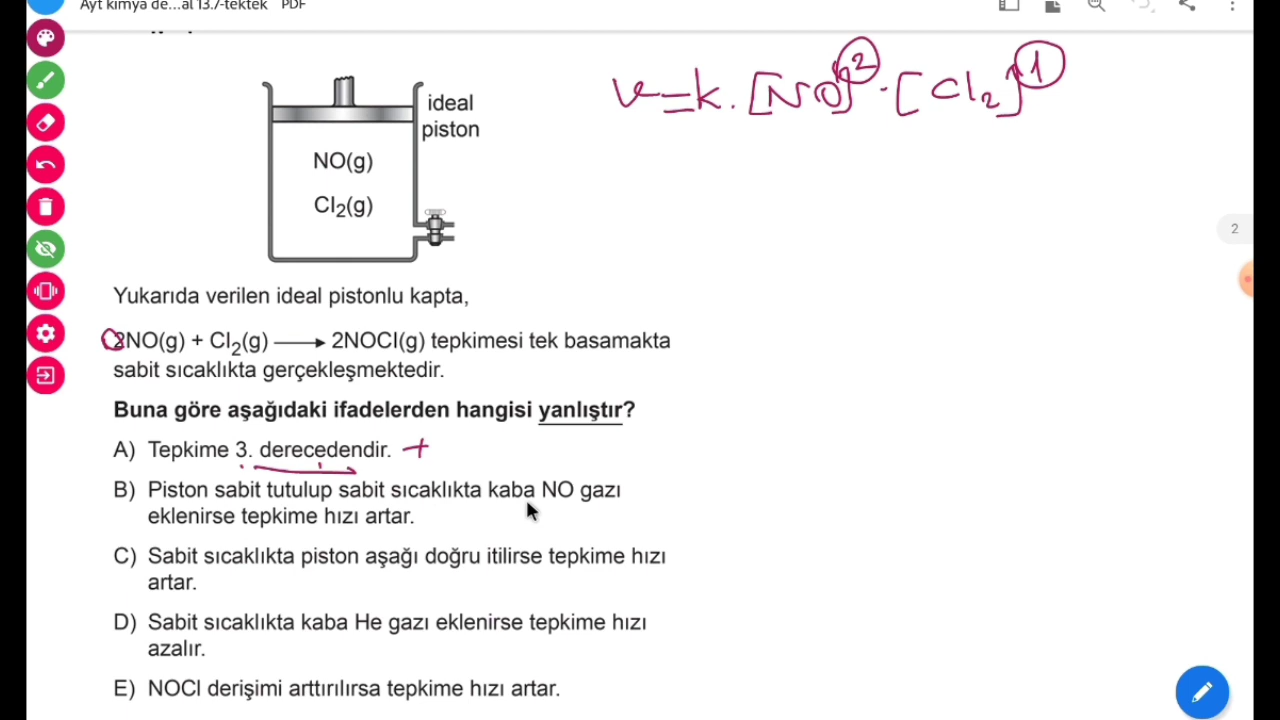 Ayt kimya de...al 13.7-tektek PDF
v=k.[NO]2.[Cl2]1
ideal
piston
NO(g)
Cl2(g)
2
Yukarıda verilen ideal pistonlu kapta,
2NO(g) + Cl2(g) → 2NOCl(g) tepkimesi tek basamakta
sabit sıcaklıkta gerçekleşmektedir.
Buna göre aşağıdaki ifadelerden hangisi yanlıştır?
A) Tepkime 3. derecedendir. +
B) Piston sabit tutulup sabit sıcaklıkta kaba NO gazı
eklenirse tepkime hızı artar.
C) Sabit sıcaklıkta piston aşağı doğru itilirse tepkime hızı
artar.
D) Sabit sıcaklıkta kaba He gazı eklenirse tepkime hızı
azalır.
E) NOCl derişimi arttırılırsa tepkime hızı artar.